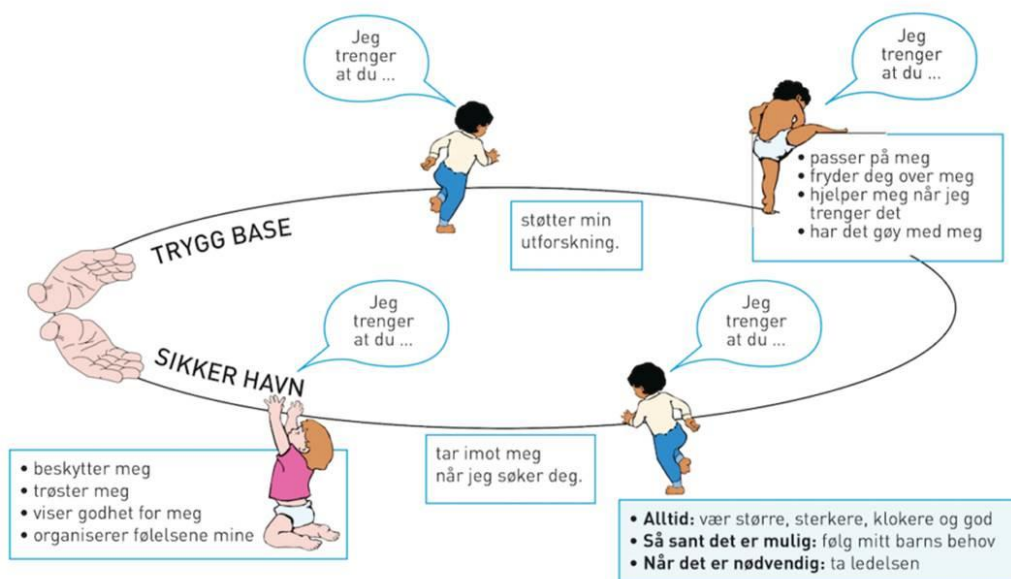 Jeg
trenger
at du ...
Jeg
trenger
at du ...
• passer på meg
• fryder deg over meg
• hjelper meg når jeg
trenger det
• har det gøy med meg
støtter min
utforskning.
TRYGG BASE
Jeg
trenger
at du ...
Jeg
trenger
at du ...
SIKKER HAVN
• beskytter meg
• trøster meg
• viser godhet for meg
• organiserer følelsene mine
tar imot meg
når jeg søker deg.
• Alltid: vær større, sterkere, klokere og god
• Så sant det er mulig: følg mitt barns behov
• Når det er nødvendig: ta ledelsen